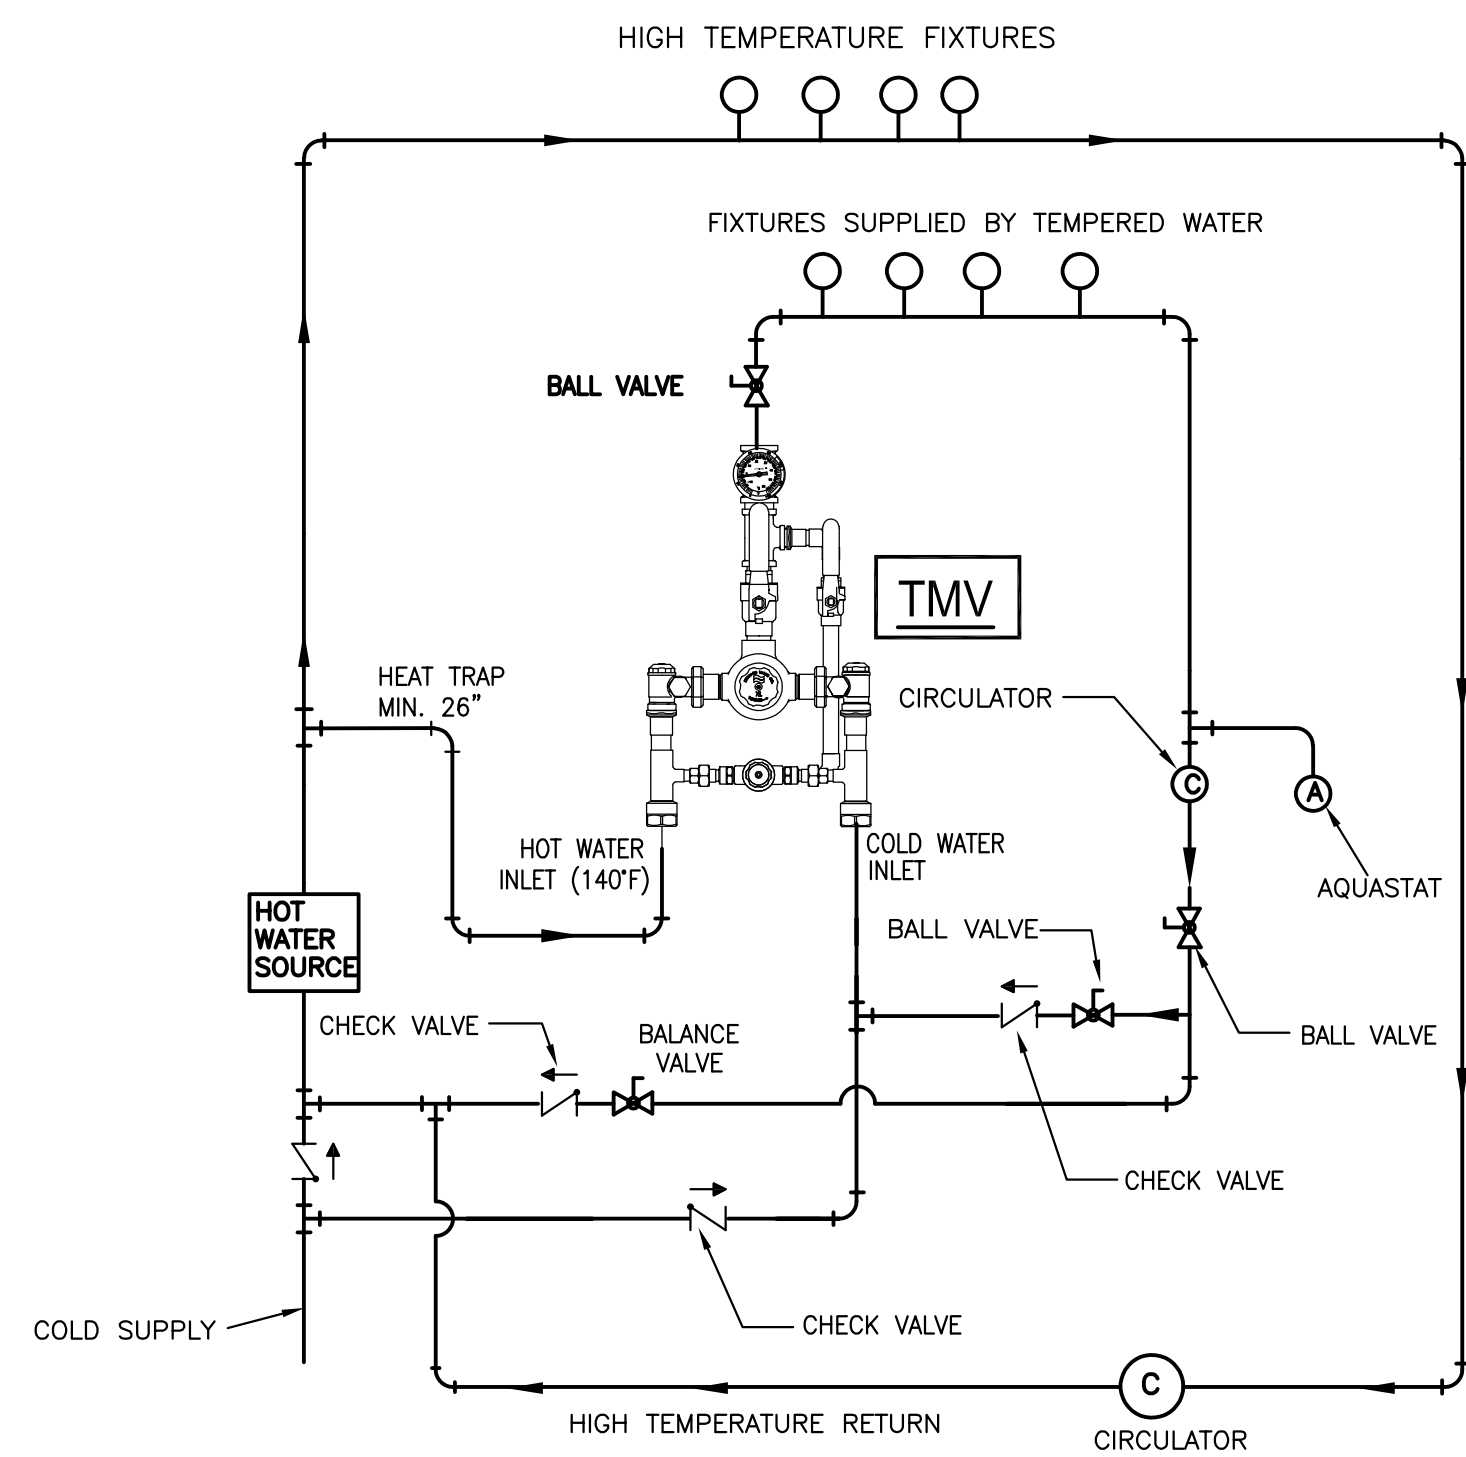 HIGH TEMPERATURE FIXTURES
FIXTURES SUPPLIED BY TEMPERED WATER
BALL VALVE
TMV
HEAT TRAP
MIN. 26”
CIRCULATOR
C
A
AQUASTAT
HOT WATER
INLET (140°F)
COLD WATER
INLET
HOT
WATER
SOURCE
BALL VALVE
CHECK VALVE
BALANCE
VALVE
BALL VALVE
CHECK VALVE
COLD SUPPLY
CHECK VALVE
C
HIGH TEMPERATURE RETURN
CIRCULATOR